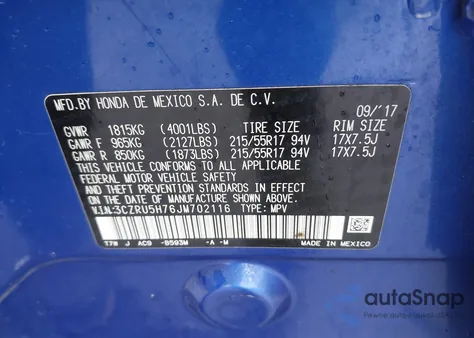 MFD.BY HONDA DE MEXICO S.A. DE C.V. 09/'17
GVWR 1815KG (4001LBS) TIRE SIZE RIM SIZE
GAWR F 965KG (2127LBS) 215/55R17 94V 17X7.5J
GAWR R 850KG (1873LBS) 215/55R17 94V 17X7.5J
THIS VEHICLE CONFORMS TO ALL APPLICABLE
FEDERAL MOTOR VEHICLE SAFETY, BUMPER, AND
THEFT PREVENTION STANDARDS IN EFFECT ON THE
DATE OF MANUFACTURE SHOWN ABOVE.
V.I.N:3CZRU5H76JM702116 TYPE: MPV
T7W J AC9 -B593M -A -M MADE IN MEXICO
autoSnap